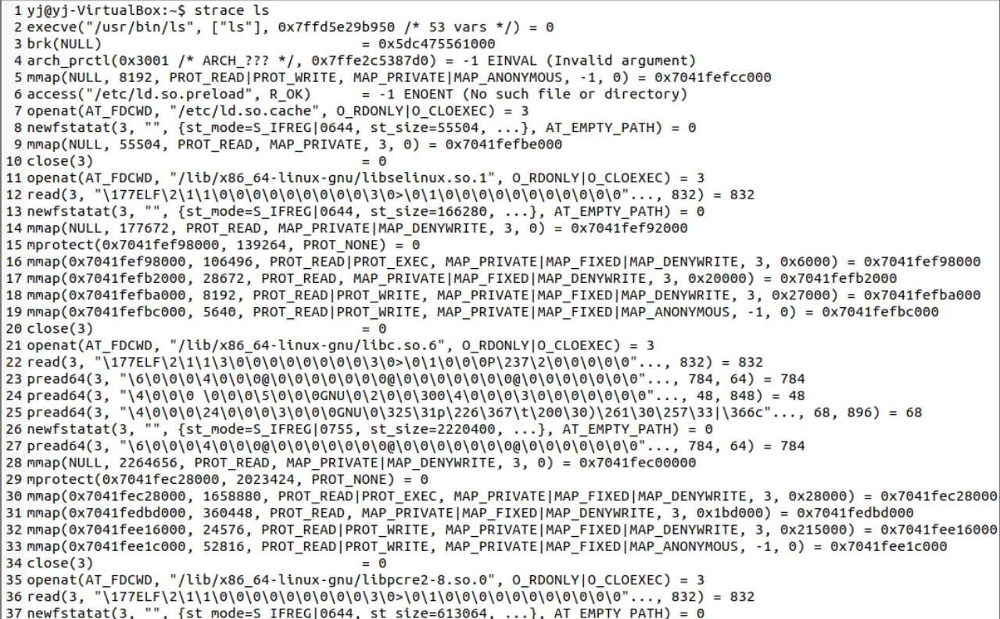 1 yj@yj-VirtualBox:~$ strace ls
2 execve("/usr/bin/ls", ["ls"], 0x7ffd5e29b950 /* 53 vars */) = 0
3 brk(NULL)                               = 0x5dc475561000
4 arch_prctl(0x3001 /* ARCH_??? */, 0x7ffe2c5387d0) = -1 EINVAL (Invalid argument)
5 mmap(NULL, 8192, PROT_READ|PROT_WRITE, MAP_PRIVATE|MAP_ANONYMOUS, -1, 0) = 0x7041fefcc000
6 access("/etc/ld.so.preload", R_OK)      = -1 ENOENT (No such file or directory)
7 openat(AT_FDCWD, "/etc/ld.so.cache", O_RDONLY|O_CLOEXEC) = 3
8 newfstatat(3, "", {st_mode=S_IFREG|0644, st_size=55504, ...}, AT_EMPTY_PATH) = 0
9 mmap(NULL, 55504, PROT_READ, MAP_PRIVATE, 3, 0) = 0x7041fefbe000
10 close(3)                                = 0
11 openat(AT_FDCWD, "/lib/x86_64-linux-gnu/libselinux.so.1", O_RDONLY|O_CLOEXEC) = 3
12 read(3, "\177ELF\2\1\1\0\0\0\0\0\0\0\0\0\3\0>\0\1\0\0\0\0\0\0\0\0\0\0\0"..., 832) = 832
13 newfstatat(3, "", {st_mode=S_IFREG|0644, st_size=166280, ...}, AT_EMPTY_PATH) = 0
14 mmap(NULL, 177672, PROT_READ, MAP_PRIVATE|MAP_DENYWRITE, 3, 0) = 0x7041fef92000
15 mprotect(0x7041fef98000, 139264, PROT_NONE) = 0
16 mmap(0x7041fef98000, 106496, PROT_READ|PROT_EXEC, MAP_PRIVATE|MAP_FIXED|MAP_DENYWRITE, 3, 0x6000) = 0x7041fef98000
17 mmap(0x7041fefb2000, 28672, PROT_READ, MAP_PRIVATE|MAP_FIXED|MAP_DENYWRITE, 3, 0x20000) = 0x7041fefb2000
18 mmap(0x7041fefba000, 8192, PROT_READ|PROT_WRITE, MAP_PRIVATE|MAP_FIXED|MAP_DENYWRITE, 3, 0x27000) = 0x7041fefba000
19 mmap(0x7041fefbc000, 5640, PROT_READ|PROT_WRITE, MAP_PRIVATE|MAP_FIXED|MAP_ANONYMOUS, -1, 0) = 0x7041fefbc000
20 close(3)                                = 0
21 openat(AT_FDCWD, "/lib/x86_64-linux-gnu/libc.so.6", O_RDONLY|O_CLOEXEC) = 3
22 read(3, "\177ELF\2\1\1\3\0\0\0\0\0\0\0\0\3\0>\0\1\0\0\0P\237\2\0\0\0\0\0"..., 832) = 832
23 pread64(3, "\6\0\0\0\4\0\0\0@\0\0\0\0\0\0\0@\0\0\0\0\0\0\0@\0\0\0\0\0\0\0"..., 784, 64) = 784
24 pread64(3, "\4\0\0\0 \0\0\0\5\0\0\0GNU\0\2\0\0\300\4\0\0\0\3\0\0\0\0\0\0\0"..., 48, 848) = 48
25 pread64(3, "\4\0\0\0\24\0\0\0\3\0\0\0GNU\0\325\31p\226\367\t\200\30)\261\30\257\33|\366c"..., 68, 896) = 68
26 newfstatat(3, "", {st_mode=S_IFREG|0755, st_size=2220400, ...}, AT_EMPTY_PATH) = 0
27 pread64(3, "\6\0\0\0\4\0\0\0@\0\0\0\0\0\0\0@\0\0\0\0\0\0\0@\0\0\0\0\0\0\0"..., 784, 64) = 784
28 mmap(NULL, 2264656, PROT_READ, MAP_PRIVATE|MAP_DENYWRITE, 3, 0) = 0x7041fec00000
29 mprotect(0x7041fec28000, 2023424, PROT_NONE) = 0
30 mmap(0x7041fec28000, 1658880, PROT_READ|PROT_EXEC, MAP_PRIVATE|MAP_FIXED|MAP_DENYWRITE, 3, 0x28000) = 0x7041fec28000
31 mmap(0x7041fedbd000, 360448, PROT_READ, MAP_PRIVATE|MAP_FIXED|MAP_DENYWRITE, 3, 0x1bd000) = 0x7041fedbd000
32 mmap(0x7041fee16000, 24576, PROT_READ|PROT_WRITE, MAP_PRIVATE|MAP_FIXED|MAP_DENYWRITE, 3, 0x215000) = 0x7041fee16000
33 mmap(0x7041fee1c000, 52816, PROT_READ|PROT_WRITE, MAP_PRIVATE|MAP_FIXED|MAP_ANONYMOUS, -1, 0) = 0x7041fee1c000
34 close(3)                                = 0
35 openat(AT_FDCWD, "/lib/x86_64-linux-gnu/libpcre2-8.so.0", O_RDONLY|O_CLOEXEC) = 3
36 read(3, "\177ELF\2\1\1\0\0\0\0\0\0\0\0\0\3\0>\0\1\0\0\0\0\0\0\0\0\0\0\0"..., 832) = 832
37 newfstatat(3, "", {st_mode=S_IFREG|0644, st_size=613064, ...}, AT_EMPTY_PATH) = 0